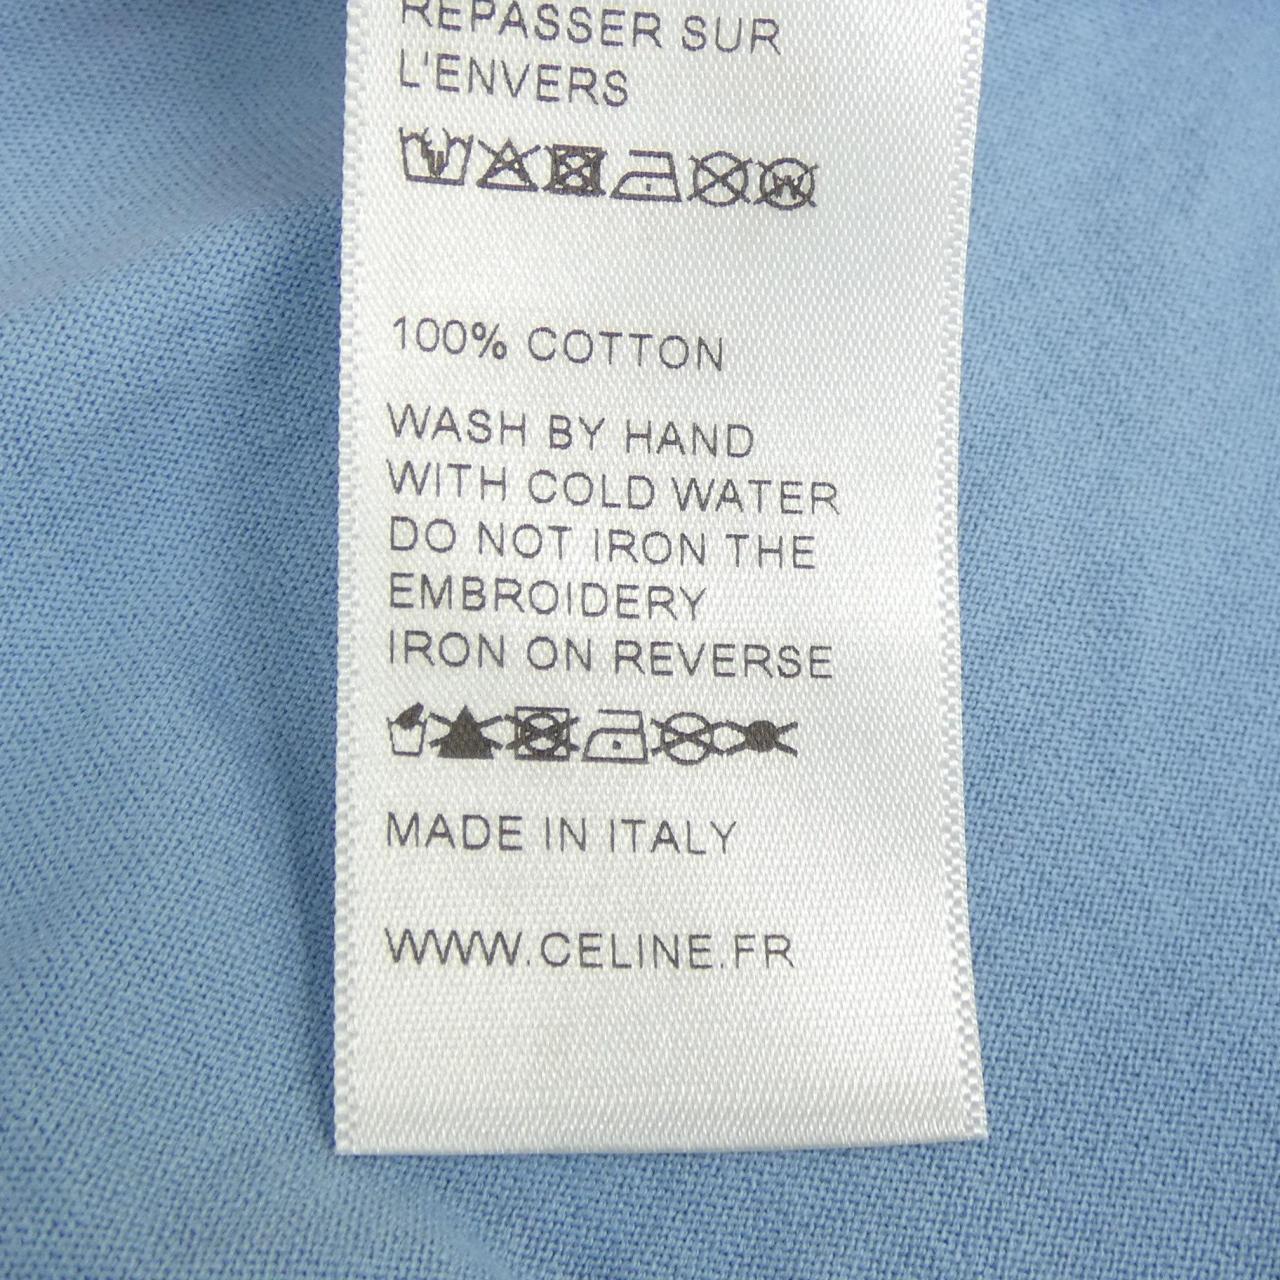 REPASSER SUR
L'ENVERS
W
100% COTTON
WASH BY HAND
WITH COLD WATER
DO NOT IRON THE
EMBROIDERY
IRON ON REVERSE
MADE IN ITALY
WWW.CELINE.FR